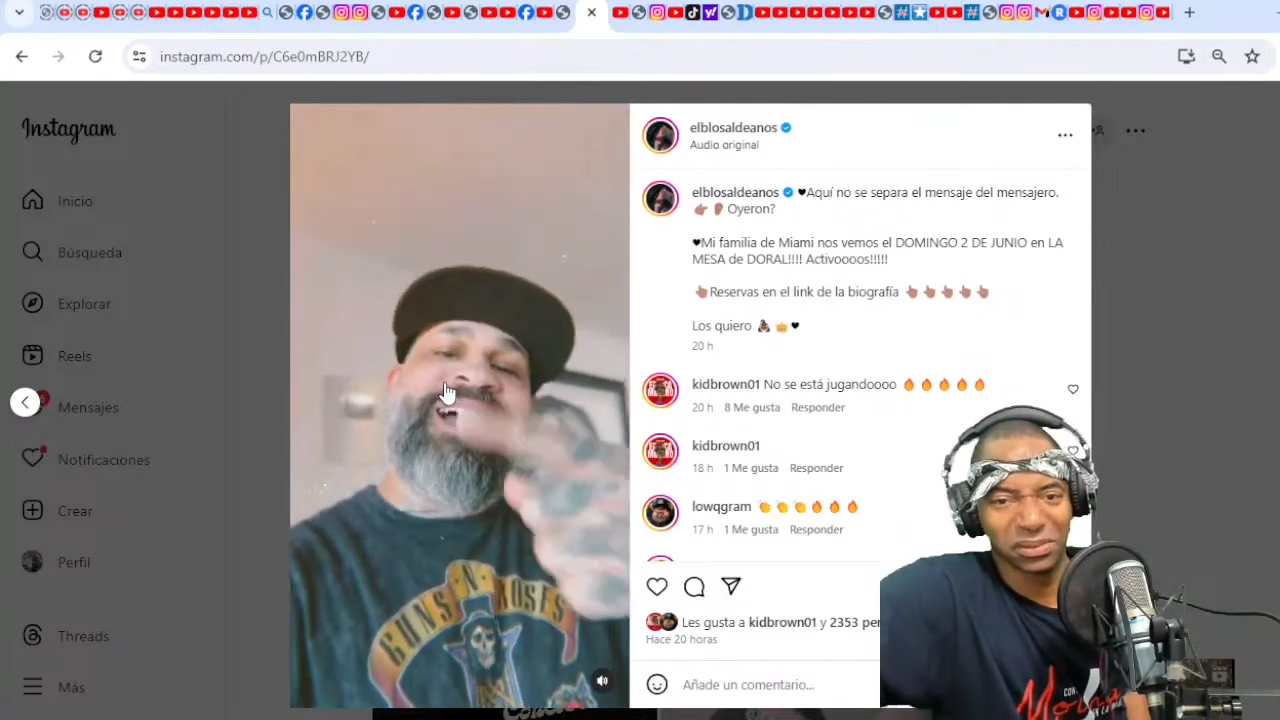 instagram.com/p/C6e0mBRJ2YB/
Instagram
Inicio
Búsqueda
Explorar
Reels
Mensajes
Notificaciones
Crear
Perfil
Threads
Más
GUNS N ROSES
elblosaldeanos
Audio original
elblosaldeanos ♥Aquí no se separa el mensaje del mensajero.
👉🏽👂🏽Oyeron?
♥Mi familia de Miami nos vemos el DOMINGO 2 DE JUNIO en LA
MESA de DORAL!!!! Activoooos!!!!!
👆🏽Reservas en el link de la biografía 👆🏽👆🏽👆🏽👆🏽👆🏽
Los quiero 🦍👑♥
20 h
kidbrown01 No se está jugandoooo 🔥🔥🔥🔥🔥
20 h 8 Me gusta Responder
kidbrown01
18 h 1 Me gusta Responder
lowqgram 👏👏👏🔥🔥🔥
17 h 1 Me gusta Responder
Les gusta a kidbrown01 y 2353 per
Hace 20 horas
Añade un comentario...
CON